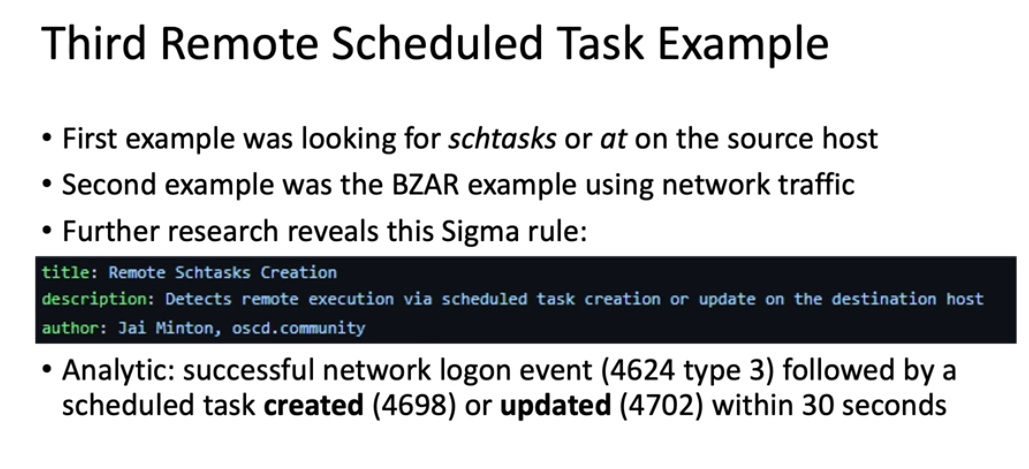 Third Remote Scheduled Task Example
• First example was looking for schtasks or at on the source host
• Second example was the BZAR example using network traffic
• Further research reveals this Sigma rule:
title: Remote Schtasks Creation
description: Detects remote execution via scheduled task creation or update on the destination host
author: Jai Minton, oscd.community
• Analytic: successful network logon event (4624 type 3) followed by a
scheduled task created (4698) or updated (4702) within 30 seconds